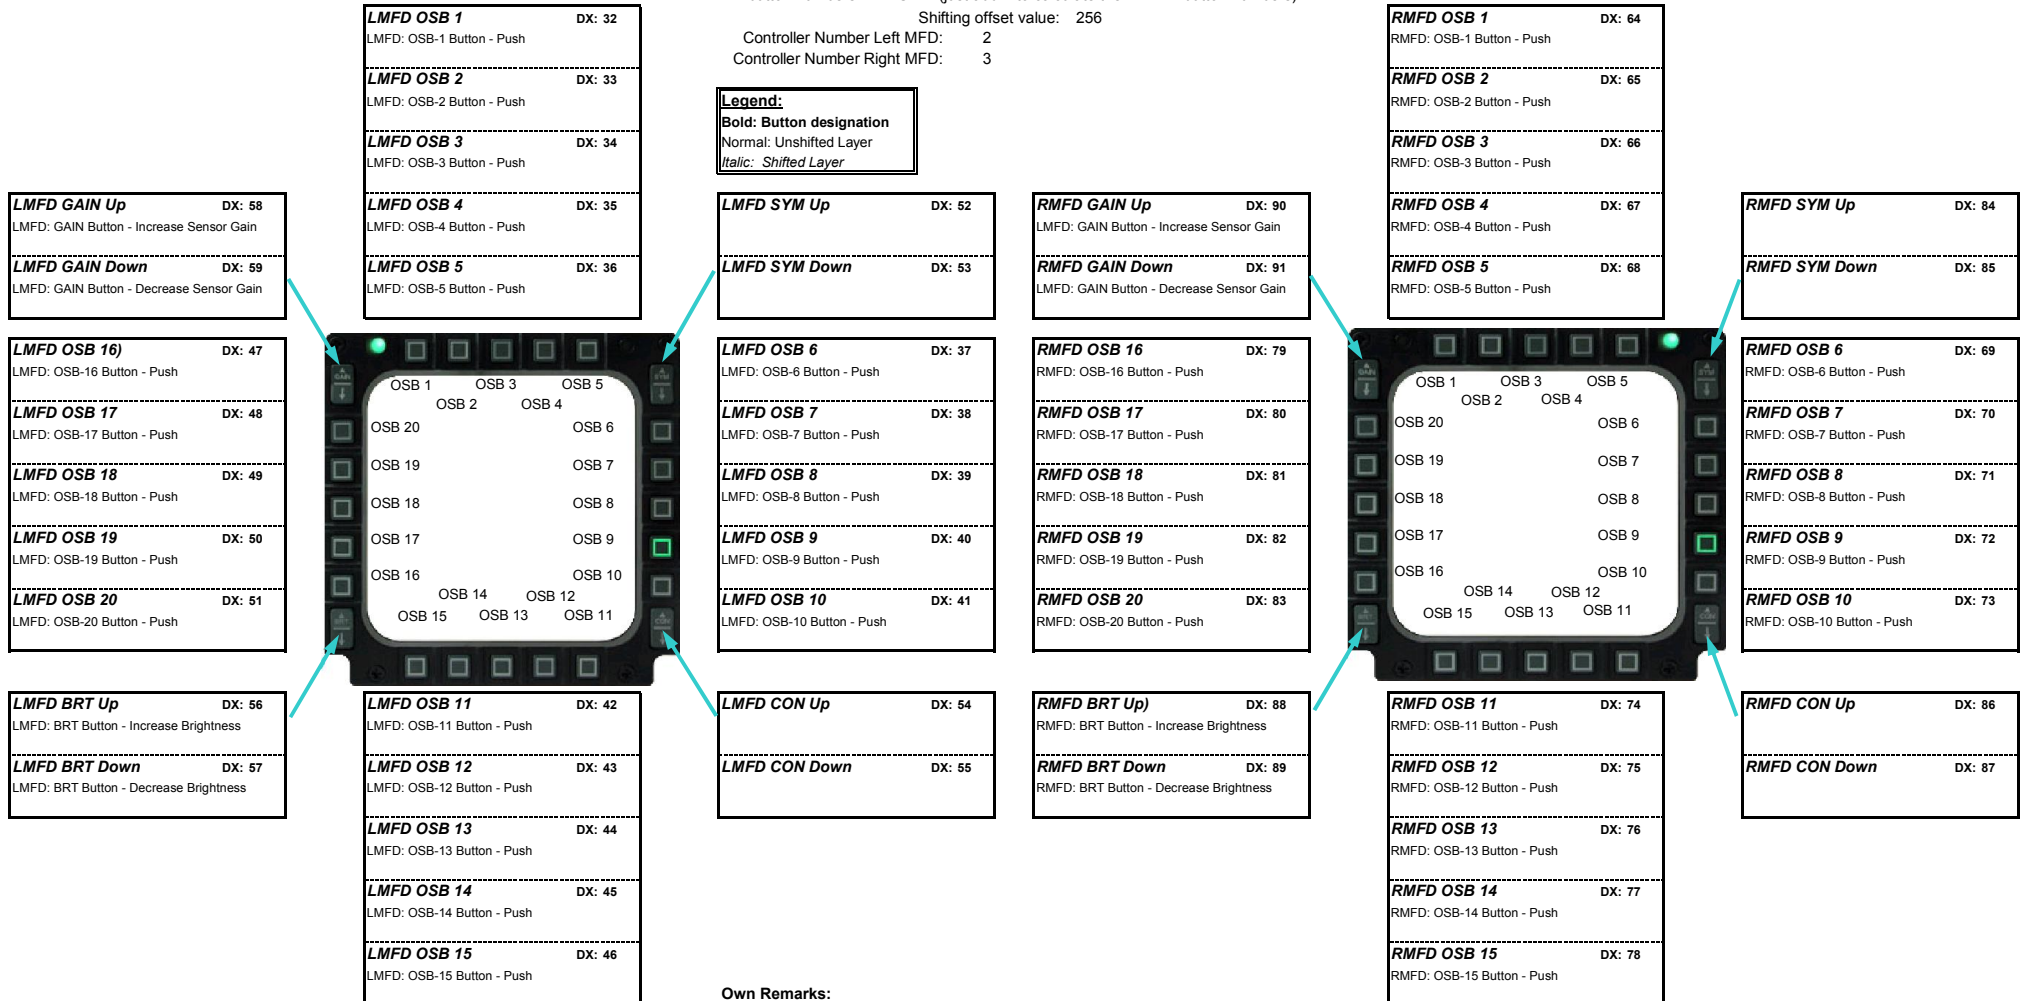 Shifting offset value: 256
Controller Number Left MFD: 2
Controller Number Right MFD: 3
Legend:
Bold: Button designation
Normal: Unshifted Layer
Italic: Shifted Layer
LMFD OSB 1 DX: 32
LMFD: OSB-1 Button - Push
LMFD OSB 2 DX: 33
LMFD: OSB-2 Button - Push
LMFD OSB 3 DX: 34
LMFD: OSB-3 Button - Push
LMFD OSB 4 DX: 35
LMFD: OSB-4 Button - Push
LMFD OSB 5 DX: 36
LMFD: OSB-5 Button - Push
RMFD OSB 1 DX: 64
RMFD: OSB-1 Button - Push
RMFD OSB 2 DX: 65
RMFD: OSB-2 Button - Push
RMFD OSB 3 DX: 66
RMFD: OSB-3 Button - Push
RMFD OSB 4 DX: 67
RMFD: OSB-4 Button - Push
RMFD OSB 5 DX: 68
RMFD: OSB-5 Button - Push
LMFD GAIN Up DX: 58
LMFD: GAIN Button - Increase Sensor Gain
LMFD GAIN Down DX: 59
LMFD: GAIN Button - Decrease Sensor Gain
LMFD SYM Up DX: 52
LMFD SYM Down DX: 53
RMFD GAIN Up DX: 90
LMFD: GAIN Button - Increase Sensor Gain
RMFD GAIN Down DX: 91
LMFD: GAIN Button - Decrease Sensor Gain
RMFD SYM Up DX: 84
RMFD SYM Down DX: 85
LMFD OSB 16) DX: 47
LMFD: OSB-16 Button - Push
LMFD OSB 17 DX: 48
LMFD: OSB-17 Button - Push
LMFD OSB 18 DX: 49
LMFD: OSB-18 Button - Push
LMFD OSB 19 DX: 50
LMFD: OSB-19 Button - Push
LMFD OSB 20 DX: 51
LMFD: OSB-20 Button - Push
GAIN
SYM
OSB 1 OSB 3 OSB 5
OSB 2 OSB 4
OSB 20 OSB 6
OSB 19 OSB 7
OSB 18 OSB 8
OSB 17 OSB 9
OSB 16 OSB 10
OSB 14 OSB 12
OSB 15 OSB 13 OSB 11
BRT
CON
LMFD OSB 6 DX: 37
LMFD: OSB-6 Button - Push
LMFD OSB 7 DX: 38
LMFD: OSB-7 Button - Push
LMFD OSB 8 DX: 39
LMFD: OSB-8 Button - Push
LMFD OSB 9 DX: 40
LMFD: OSB-9 Button - Push
LMFD OSB 10 DX: 41
LMFD: OSB-10 Button - Push
RMFD OSB 16 DX: 79
RMFD: OSB-16 Button - Push
RMFD OSB 17 DX: 80
RMFD: OSB-17 Button - Push
RMFD OSB 18 DX: 81
RMFD: OSB-18 Button - Push
RMFD OSB 19 DX: 82
RMFD: OSB-19 Button - Push
RMFD OSB 20 DX: 83
RMFD: OSB-20 Button - Push
GAIN
SYM
OSB 1 OSB 3 OSB 5
OSB 2 OSB 4
OSB 20 OSB 6
OSB 19 OSB 7
OSB 18 OSB 8
OSB 17 OSB 9
OSB 16 OSB 10
OSB 14 OSB 12
OSB 15 OSB 13 OSB 11
BRT
CON
RMFD OSB 6 DX: 69
RMFD: OSB-6 Button - Push
RMFD OSB 7 DX: 70
RMFD: OSB-7 Button - Push
RMFD OSB 8 DX: 71
RMFD: OSB-8 Button - Push
RMFD OSB 9 DX: 72
RMFD: OSB-9 Button - Push
RMFD OSB 10 DX: 73
RMFD: OSB-10 Button - Push
LMFD BRT Up DX: 56
LMFD: BRT Button - Increase Brightness
LMFD BRT Down DX: 57
LMFD: BRT Button - Decrease Brightness
LMFD OSB 11 DX: 42
LMFD: OSB-11 Button - Push
LMFD OSB 12 DX: 43
LMFD: OSB-12 Button - Push
LMFD OSB 13 DX: 44
LMFD: OSB-13 Button - Push
LMFD OSB 14 DX: 45
LMFD: OSB-14 Button - Push
LMFD OSB 15 DX: 46
LMFD: OSB-15 Button - Push
LMFD CON Up DX: 54
LMFD CON Down DX: 55
RMFD BRT Up) DX: 88
RMFD: BRT Button - Increase Brightness
RMFD BRT Down DX: 89
RMFD: BRT Button - Decrease Brightness
RMFD OSB 11 DX: 74
RMFD: OSB-11 Button - Push
RMFD OSB 12 DX: 75
RMFD: OSB-12 Button - Push
RMFD OSB 13 DX: 76
RMFD: OSB-13 Button - Push
RMFD OSB 14 DX: 77
RMFD: OSB-14 Button - Push
RMFD OSB 15 DX: 78
RMFD: OSB-15 Button - Push
RMFD CON Up DX: 86
RMFD CON Down DX: 87
Own Remarks: